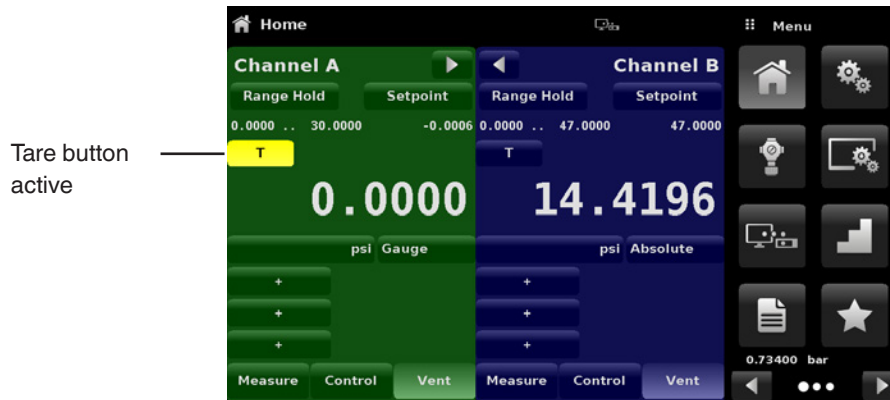 Home
Menu
Channel A
Channel B
Range Hold Setpoint
Range Hold Setpoint
0.0000 .. 30.0000 -0.0006
0.0000 .. 47.0000 47.0000
Tare button
active
T
T
0.0000
14.4196
psi Gauge
psi Absolute
+
+
+
+
+
+
0.73400 bar
Measure Control Vent
Measure Control Vent